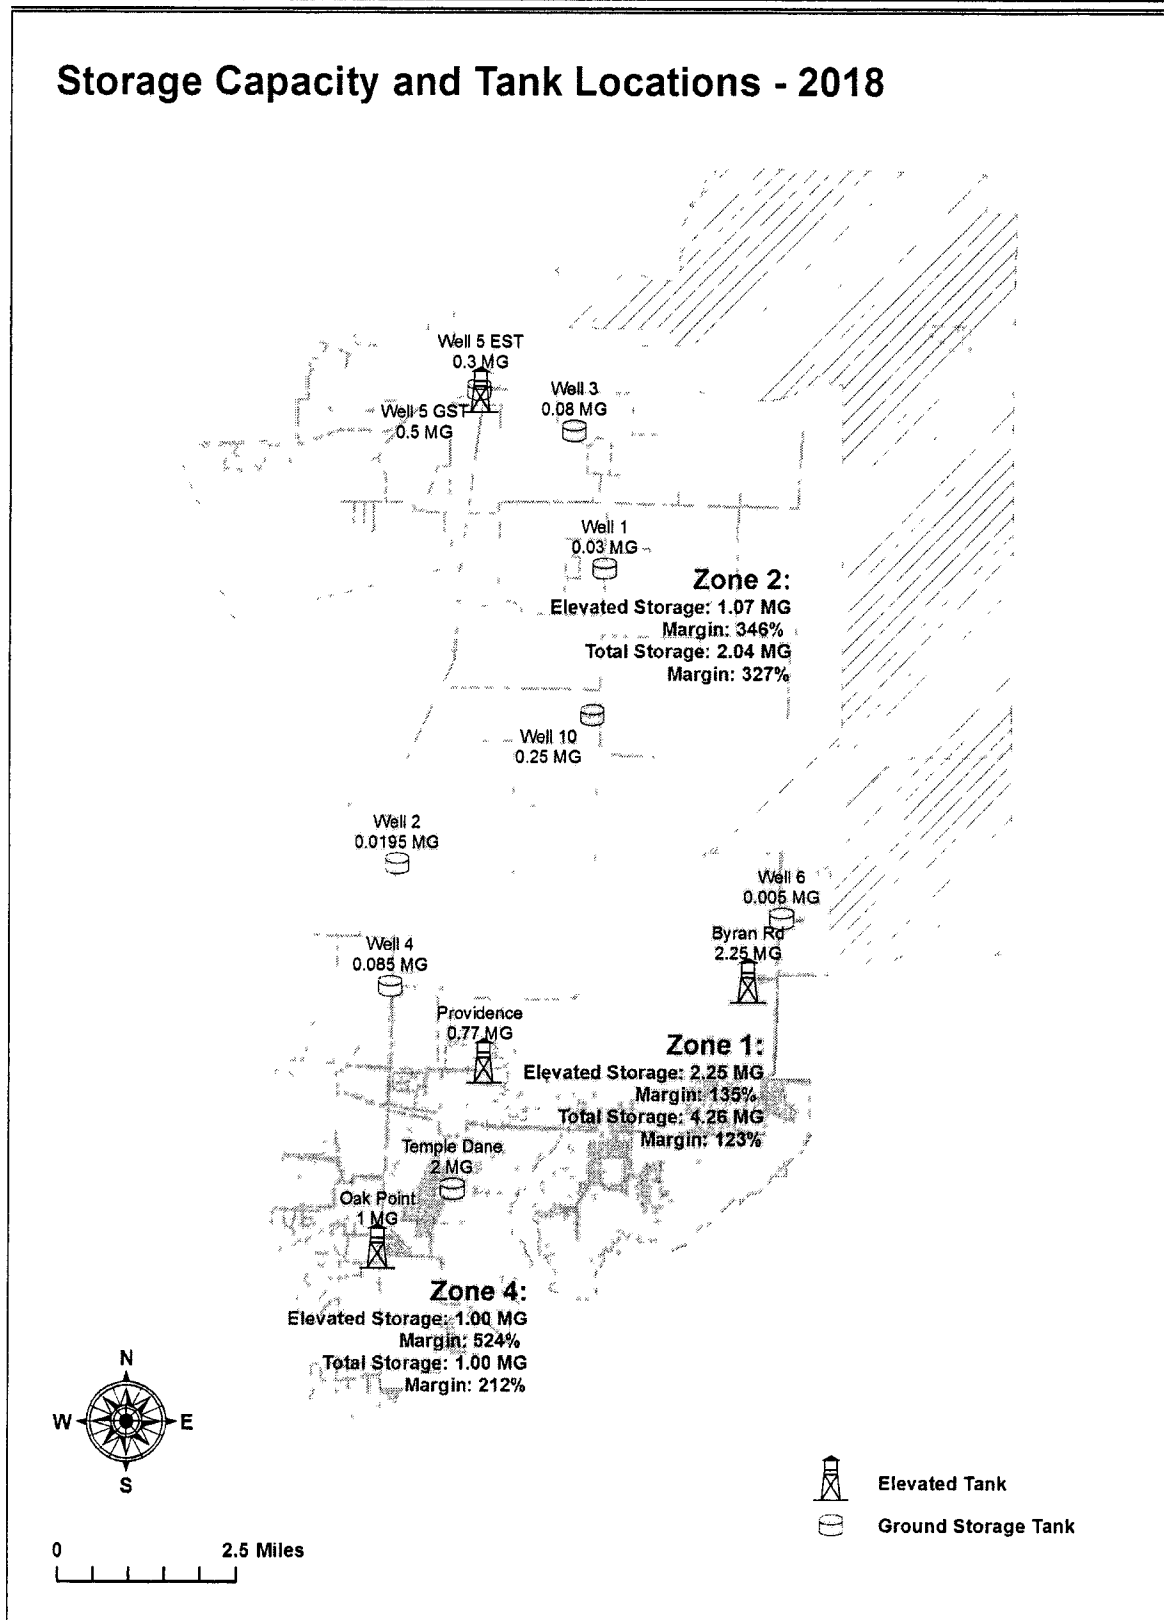 Storage Capacity and Tank Locations - 2018
Well 5 EST
0.3 MG
Well 3
0.08 MG
Well 5 GST
0.5 MG
Well 1
0.03 MG
Zone 2:
Elevated Storage: 1.07 MG
Margin: 346%
Total Storage: 2.04 MG
Margin: 327%
Well 10
0.25 MG
Well 2
0.0195 MG
Well 6
0.005 MG
Byran Rd
2.25 MG
Well 4
0.085 MG
Providence
0.77 MG
Zone 1:
Elevated Storage: 2.25 MG
Margin: 135%
Total Storage: 4.26 MG
Margin: 123%
Temple Dane
2 MG
Oak Point
1 MG
Zone 4:
Elevated Storage: 1.00 MG
Margin: 524%
Total Storage: 1.00 MG
Margin: 212%
N
W E
S
Elevated Tank
Ground Storage Tank
0 2.5 Miles